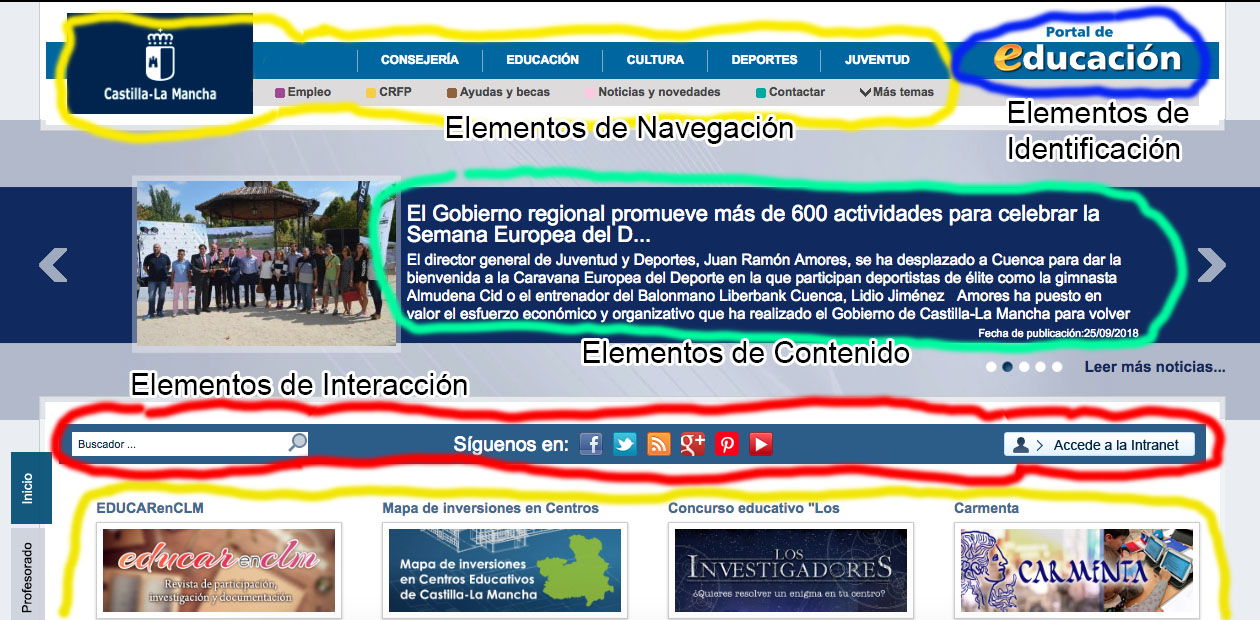 Castilla-La Mancha
CONSEJERÍA EDUCACIÓN CULTURA DEPORTES JUVENTUD
Empleo CRFP Ayudas y becas Noticias y novedades Contactar Más temas
Portal de
educación
Elementos de Navegación
Elementos de
Identificación
El Gobierno regional promueve más de 600 actividades para celebrar la
Semana Europea del D...
El director general de Juventud y Deportes, Juan Ramón Amores, se ha desplazado a Cuenca para dar la
bienvenida a la Caravana Europea del Deporte en la que participan deportistas de élite como la gimnasta
Almudena Cid o el entrenador del Balonmano Liberbank Cuenca, Lidio Jiménez Amores ha puesto en
valor el esfuerzo económico y organizativo que ha realizado el Gobierno de Castilla-La Mancha para volver
Fecha de publicación:25/09/2018
Elementos de Contenido
Leer más noticias...
Elementos de Interacción
Buscador ...
Síguenos en:
Accede a la Intranet
Inicio
Profesorado
EDUCARenCLM
educarenclm
Revista de participación,
investigación y documentación
Mapa de inversiones en Centros
Mapa de inversiones
en Centros Educativos
de Castilla-La Mancha
Concurso educativo "Los
LOS
INVESTIGADORES
¿Quieres resolver un enigma en tu centro?
Carmenta
CARMENTA